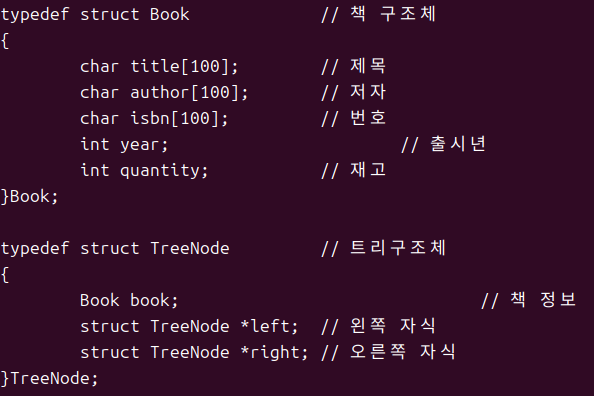 typedef struct Book // 책 구조체
{
char title[100]; // 제목
char author[100]; // 저자
char isbn[100]; // 번호
int year; // 출시년
int quantity; // 재고
}Book;
typedef struct TreeNode // 트리구조체
{
Book book; // 책 정보
struct TreeNode *left; // 왼쪽 자식
struct TreeNode *right; // 오른쪽 자식
}TreeNode;